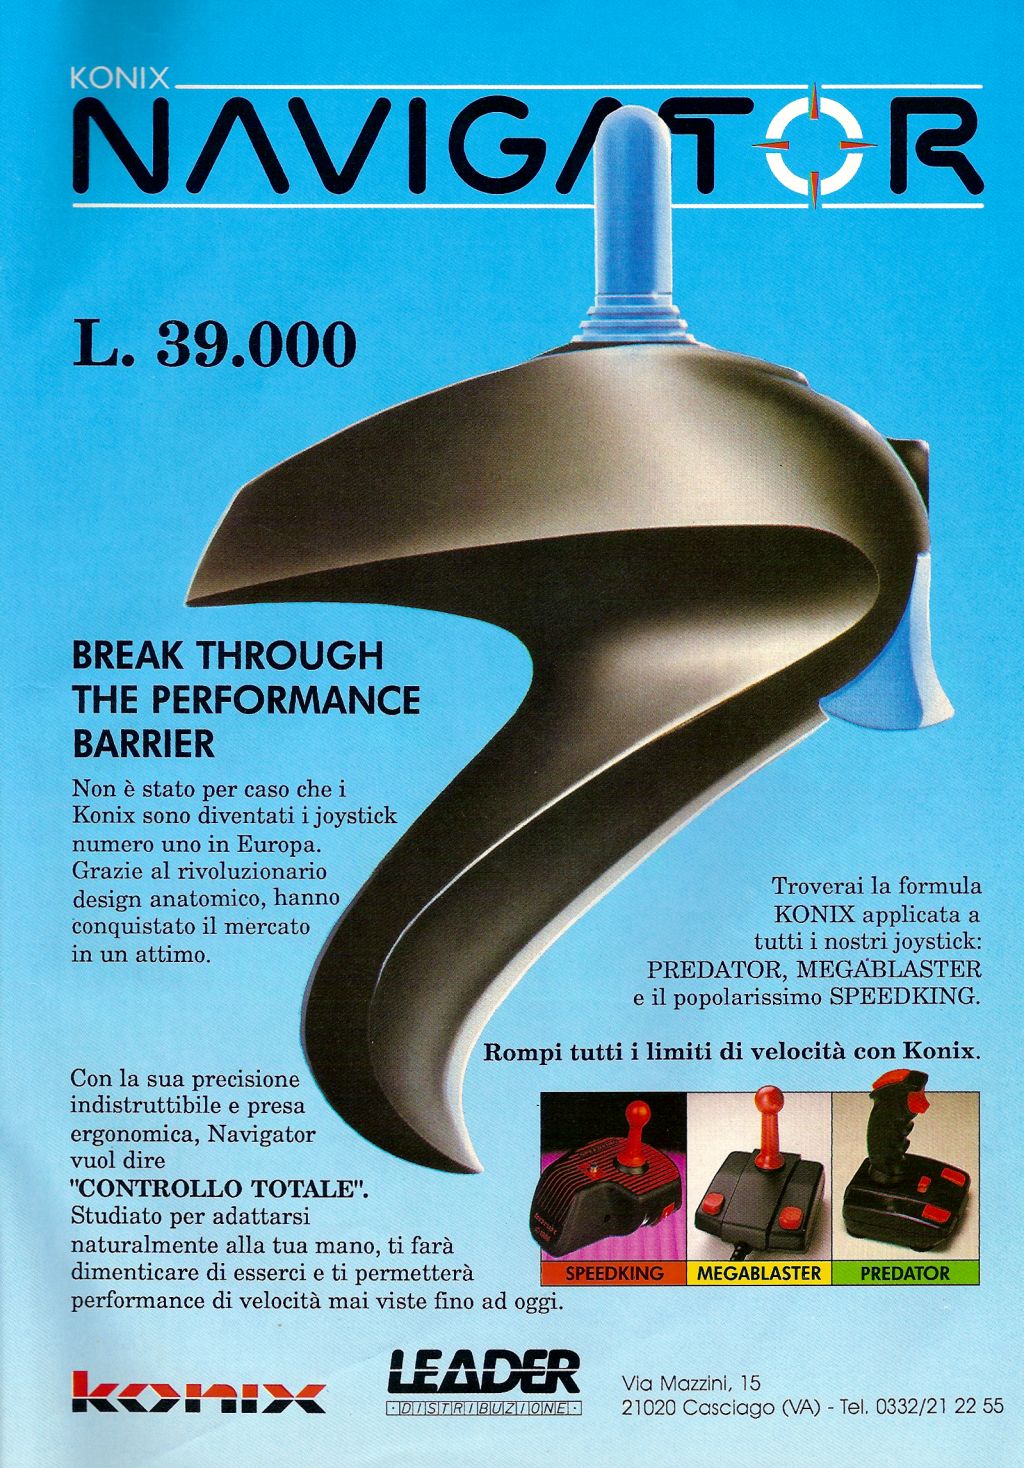 KONIX
NAVIGATOR
L. 39.000
BREAK THROUGH
THE PERFORMANCE
BARRIER
Non è stato per caso che i
Konix sono diventati i joystick
numero uno in Europa.
Grazie al rivoluzionario
design anatomico, hanno
conquistato il mercato
in un attimo.
Troverai la formula
KONIX applicata a
tutti i nostri joystick:
PREDATOR, MEGABLASTER
e il popolarissimo SPEEDKING.
Rompi tutti i limiti di velocità con Konix.
Con la sua precisione
indistruttibile e presa
ergonomica, Navigator
vuol dire
"CONTROLLO TOTALE".
Studiato per adattarsi
naturalmente alla tua mano, ti farà
dimenticare di esserci e ti permetterà
performance di velocità mai viste fino ad oggi.
SPEEDKING
MEGABLASTER
PREDATOR
konix
LEADER
DISTRIBUZIONE
Via Mazzini, 15
21020 Casciago (VA) - Tel. 0332/21 22 55